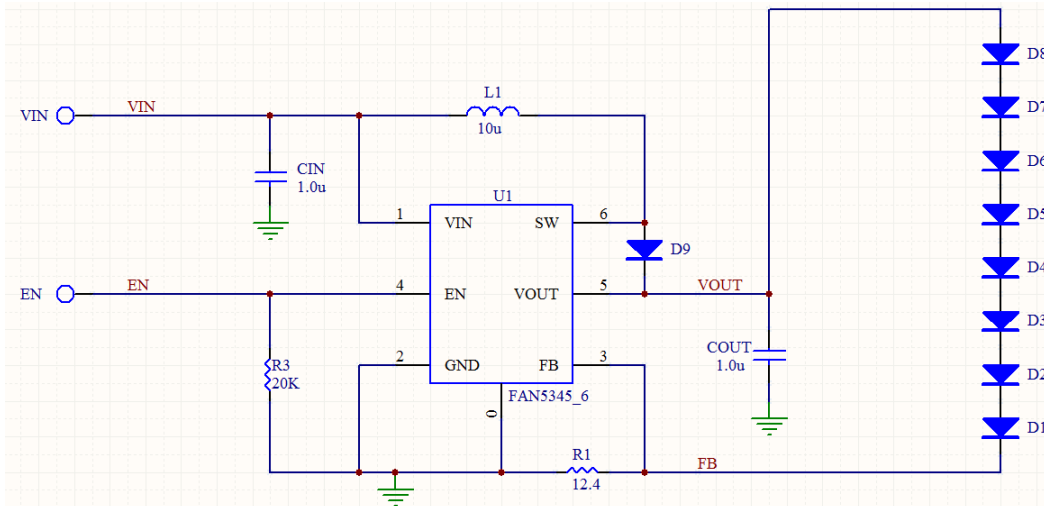 D8
L1
VIN
VIN
10u
D7
CIN
1.0u
D6
U1
1
VIN
SW
6
D5
D9
D4
EN
EN
4
EN
VOUT
5
VOUT
D3
COUT
1.0u
R3
20K
2
GND
FB
3
D2
FAN5345_6
0
D1
R1
12.4
FB